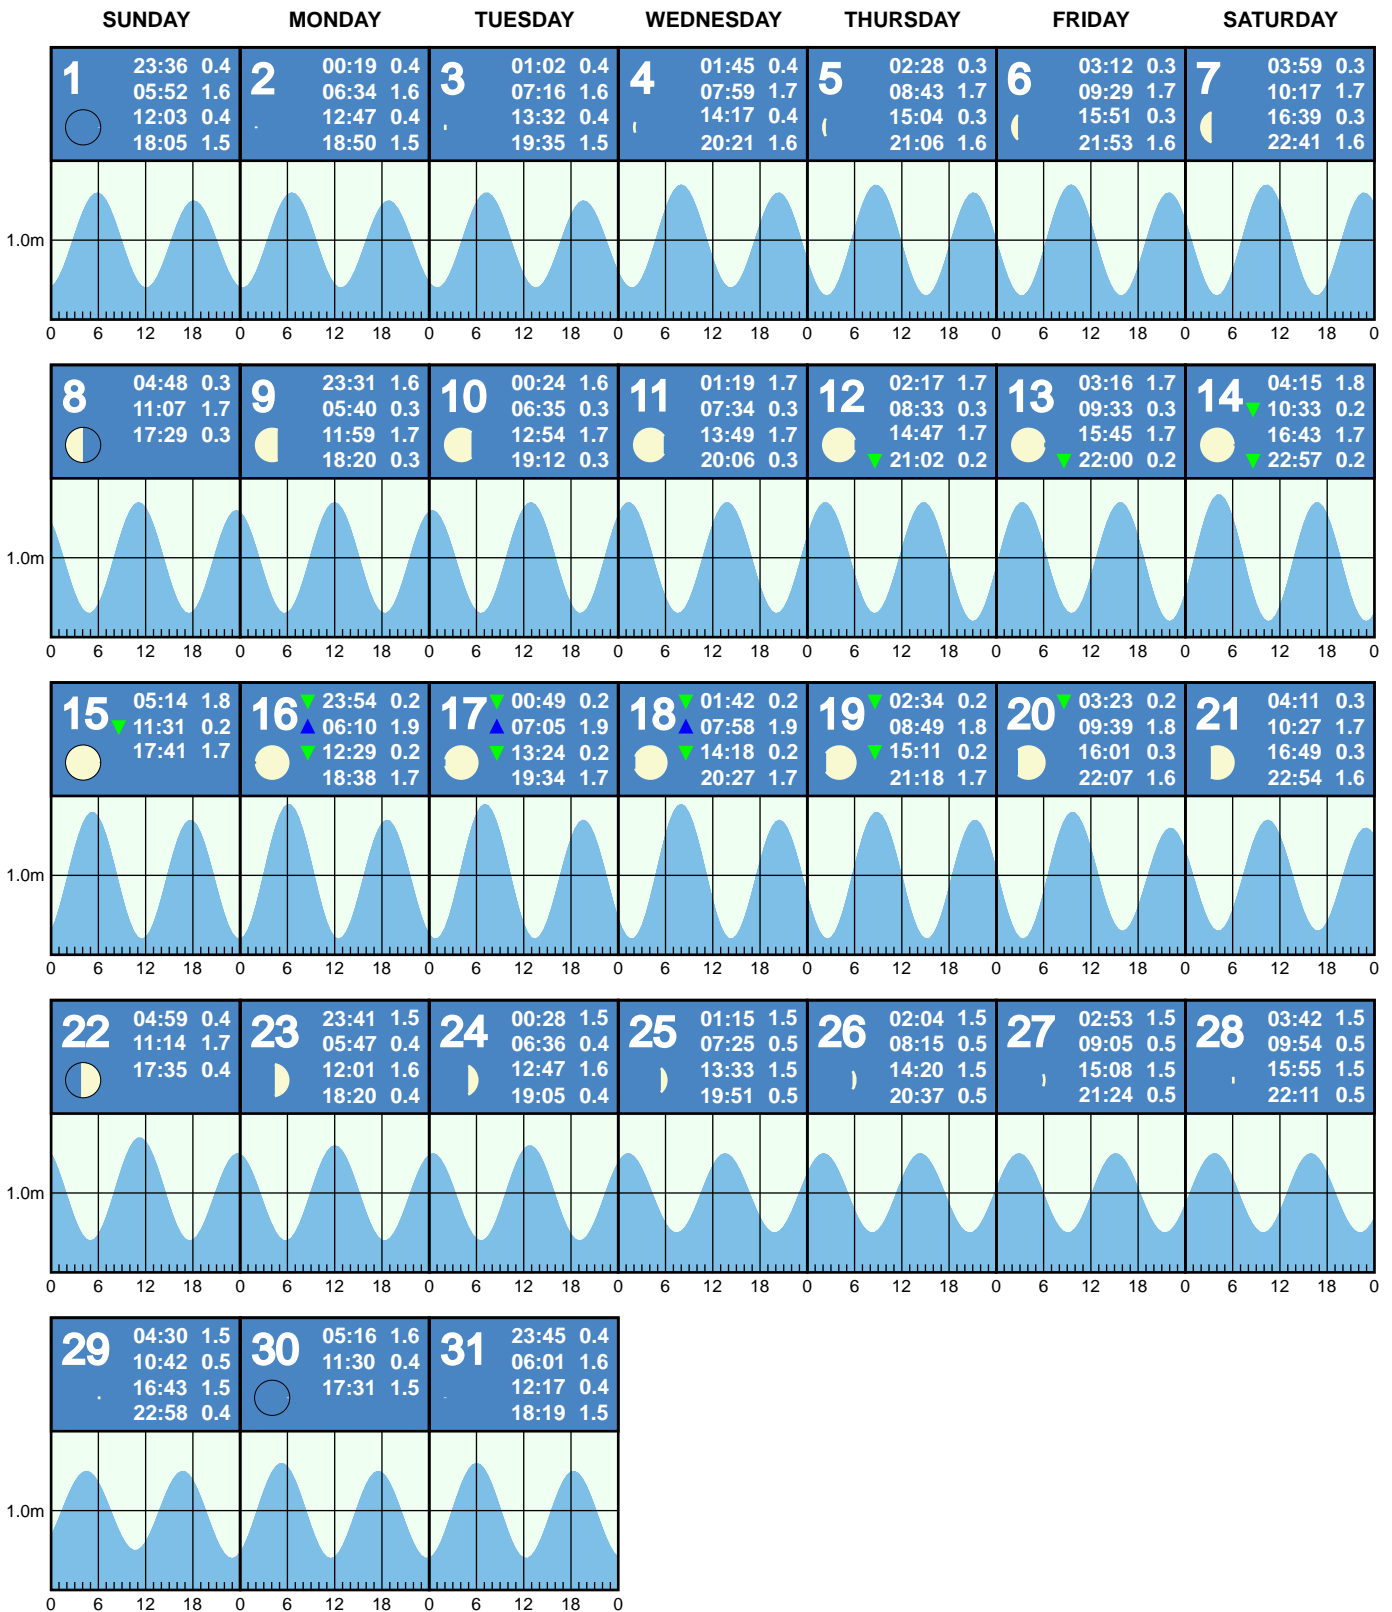 SUNDAY MONDAY TUESDAY WEDNESDAY THURSDAY FRIDAY SATURDAY
1 23:36 0.4
05:52 1.6
12:03 0.4
18:05 1.5
2 00:19 0.4
06:34 1.6
12:47 0.4
18:50 1.5
3 01:02 0.4
07:16 1.6
13:32 0.4
19:35 1.5
4 01:45 0.4
07:59 1.7
14:17 0.4
20:21 1.6
5 02:28 0.3
08:43 1.7
15:04 0.3
21:06 1.6
6 03:12 0.3
09:29 1.7
15:51 0.3
21:53 1.6
7 03:59 0.3
10:17 1.7
16:39 0.3
22:41 1.6
1.0m
0 6 12 18 0 6 12 18 0 6 12 18 0 6 12 18 0 6 12 18 0 6 12 18 0 6 12 18 0
8 04:48 0.3
11:07 1.7
17:29 0.3
9 23:31 1.6
05:40 0.3
11:59 1.7
18:20 0.3
10 00:24 1.6
06:35 0.3
12:54 1.7
19:12 0.3
11 01:19 1.7
07:34 0.3
13:49 1.7
20:06 0.3
12 02:17 1.7
08:33 0.3
14:47 1.7
21:02 0.2
13 03:16 1.7
09:33 0.3
15:45 1.7
22:00 0.2
14 04:15 1.8
10:33 0.2
16:43 1.7
22:57 0.2
1.0m
0 6 12 18 0 6 12 18 0 6 12 18 0 6 12 18 0 6 12 18 0 6 12 18 0 6 12 18 0
15 05:14 1.8
11:31 0.2
17:41 1.7
16 23:54 0.2
06:10 1.9
12:29 0.2
18:38 1.7
17 00:49 0.2
07:05 1.9
13:24 0.2
19:34 1.7
18 01:42 0.2
07:58 1.9
14:18 0.2
20:27 1.7
19 02:34 0.2
08:49 1.8
15:11 0.2
21:18 1.7
20 03:23 0.2
09:39 1.8
16:01 0.3
22:07 1.6
21 04:11 0.3
10:27 1.7
16:49 0.3
22:54 1.6
1.0m
0 6 12 18 0 6 12 18 0 6 12 18 0 6 12 18 0 6 12 18 0 6 12 18 0 6 12 18 0
22 04:59 0.4
11:14 1.7
17:35 0.4
23 23:41 1.5
05:47 0.4
12:01 1.6
18:20 0.4
24 00:28 1.5
06:36 0.4
12:47 1.6
19:05 0.4
25 01:15 1.5
07:25 0.5
13:33 1.5
19:51 0.5
26 02:04 1.5
08:15 0.5
14:20 1.5
20:37 0.5
27 02:53 1.5
09:05 0.5
15:08 1.5
21:24 0.5
28 03:42 1.5
09:54 0.5
15:55 1.5
22:11 0.5
1.0m
0 6 12 18 0 6 12 18 0 6 12 18 0 6 12 18 0 6 12 18 0 6 12 18 0 6 12 18 0
29 04:30 1.5
10:42 0.5
16:43 1.5
22:58 0.4
30 05:16 1.6
11:30 0.4
17:31 1.5
31 23:45 0.4
06:01 1.6
12:17 0.4
18:19 1.5
1.0m
0 6 12 18 0 6 12 18 0 6 12 18 0